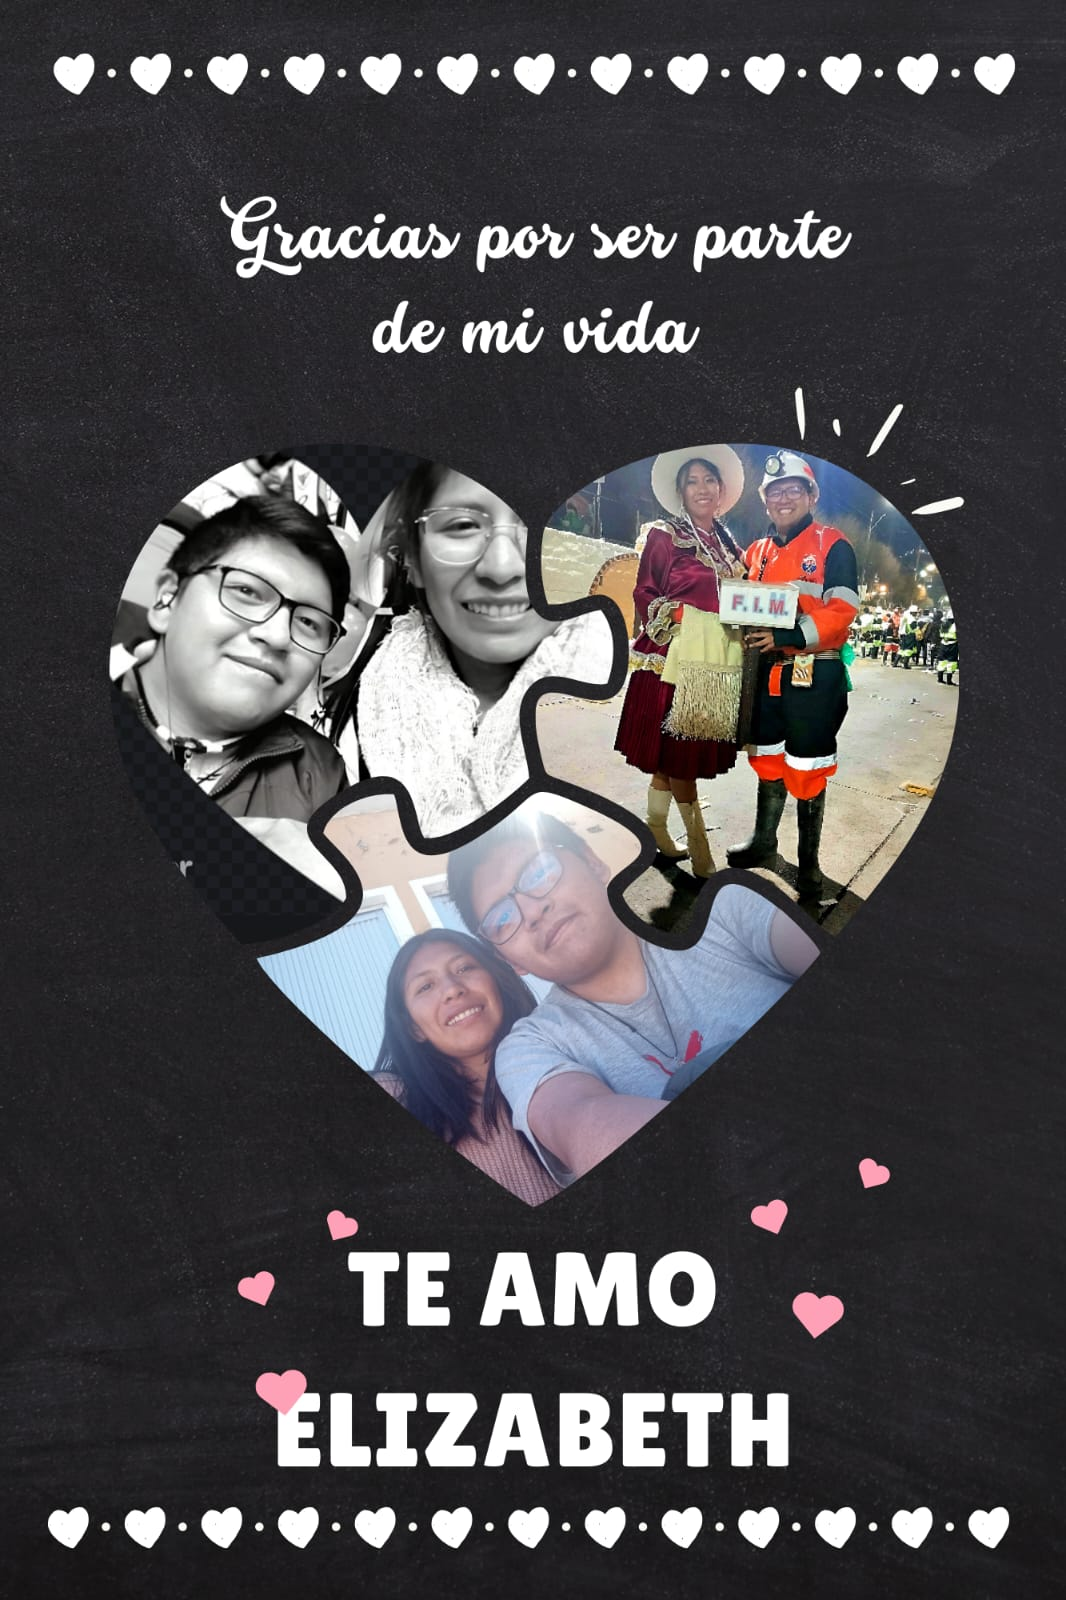 Gracias por ser parte
de mi vida
F. I. M.
TE AMO
ELIZABETH